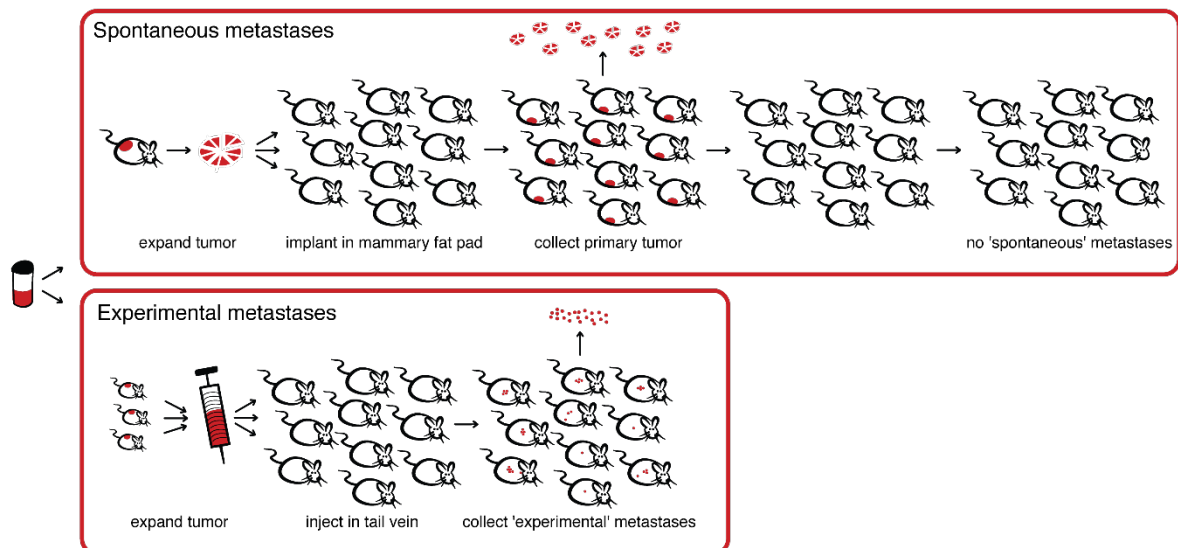 Spontaneous metastases
expand tumor
implant in mammary fat pad
collect primary tumor
no 'spontaneous' metastases
Experimental metastases
expand tumor
inject in tail vein
collect 'experimental' metastases